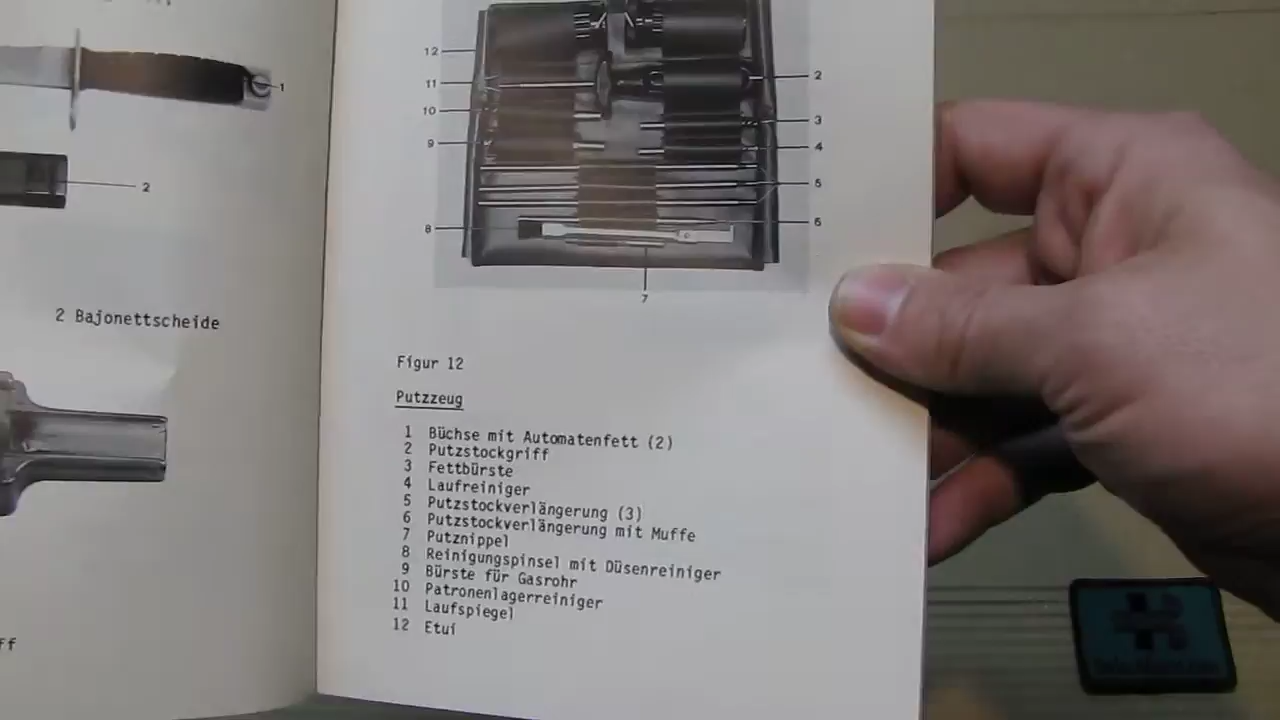 1
2
2 Bajonettscheide
ff
12
11
10
9
8
2
3
4
5
6
7
Figur 12
Putzzeug
1 Büchse mit Automatenfett (2)
2 Putzstockgriff
3 Fettbürste
4 Laufreiniger
5 Putzstockverlängerung (3)
6 Putzstockverlängerung mit Muffe
7 Putznippel
8 Reinigungspinsel mit Düsenreiniger
9 Bürste für Gasrohr
10 Patronenlagerreiniger
11 Laufspiegel
12 Etui